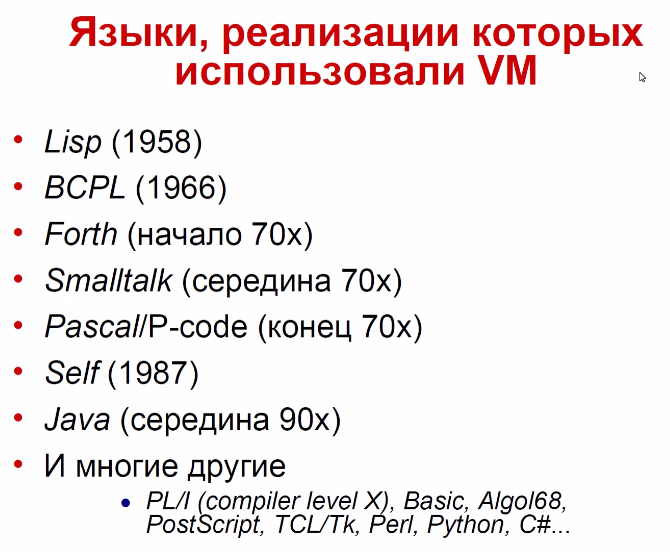 Языки, реализации которых
использовали VM
• Lisp (1958)
• BCPL (1966)
• Forth (начало 70х)
• Smalltalk (середина 70х)
• Pascal/P-code (конец 70х)
• Self (1987)
• Java (середина 90х)
• И многие другие
• PL/I (compiler level X), Basic, Algol68,
PostScript, TCL/Tk, Perl, Python, C#...